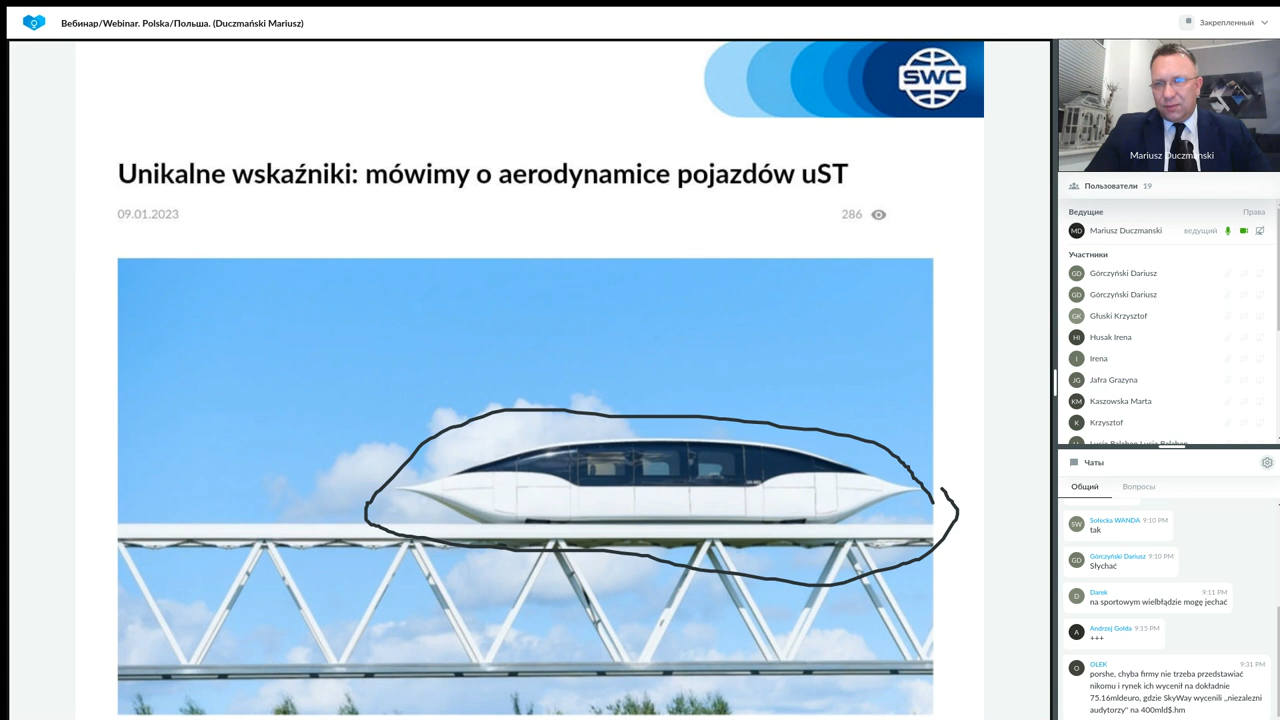 Вебинар/Webinar. Polska/Польша. (Duczmański Mariusz)
Закрепленный
SWC
Unikalne wskaźniki: mówimy o aerodynamice pojazdów uST
09.01.2023
286
Mariusz Duczmanski
Пользователи 19
Ведущие Права
MD Mariusz Duczmanski ведущий
Участники
GD Górczyński Dariusz
GD Górczyński Dariusz
GK Głuski Krzysztof
HI Husak Irena
I Irena
JG Jafra Grazyna
KM Kaszowska Marta
K Krzysztof
Чаты
Общий Вопросы
SW Sołecka WANDA 9:10 PM
tak
GD Górczyński Dariusz 9:10 PM
Słychać
D Darek 9:11 PM
na sportowym wielbłądzie mogę jechać
A Andrzej Gołda 9:15 PM
+++
O OLEK 9:31 PM
porshe, chyba firmy nie trzeba przedstawiać
nikomu i rynek ich wycenił na dokładnie
75.16mldeuro, gdzie SkyWay wycenili ,,niezalezni
audytorzy" na 400mld$.hm